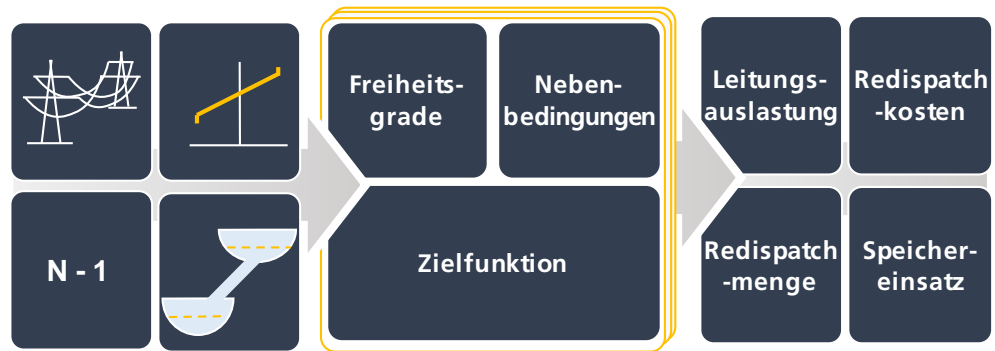 N - 1
Freiheits-
grade
Neben-
bedingungen
Zielfunktion
Leitungs-
auslastung
Redispatch
-kosten
Redispatch
-menge
Speicher-
einsatz